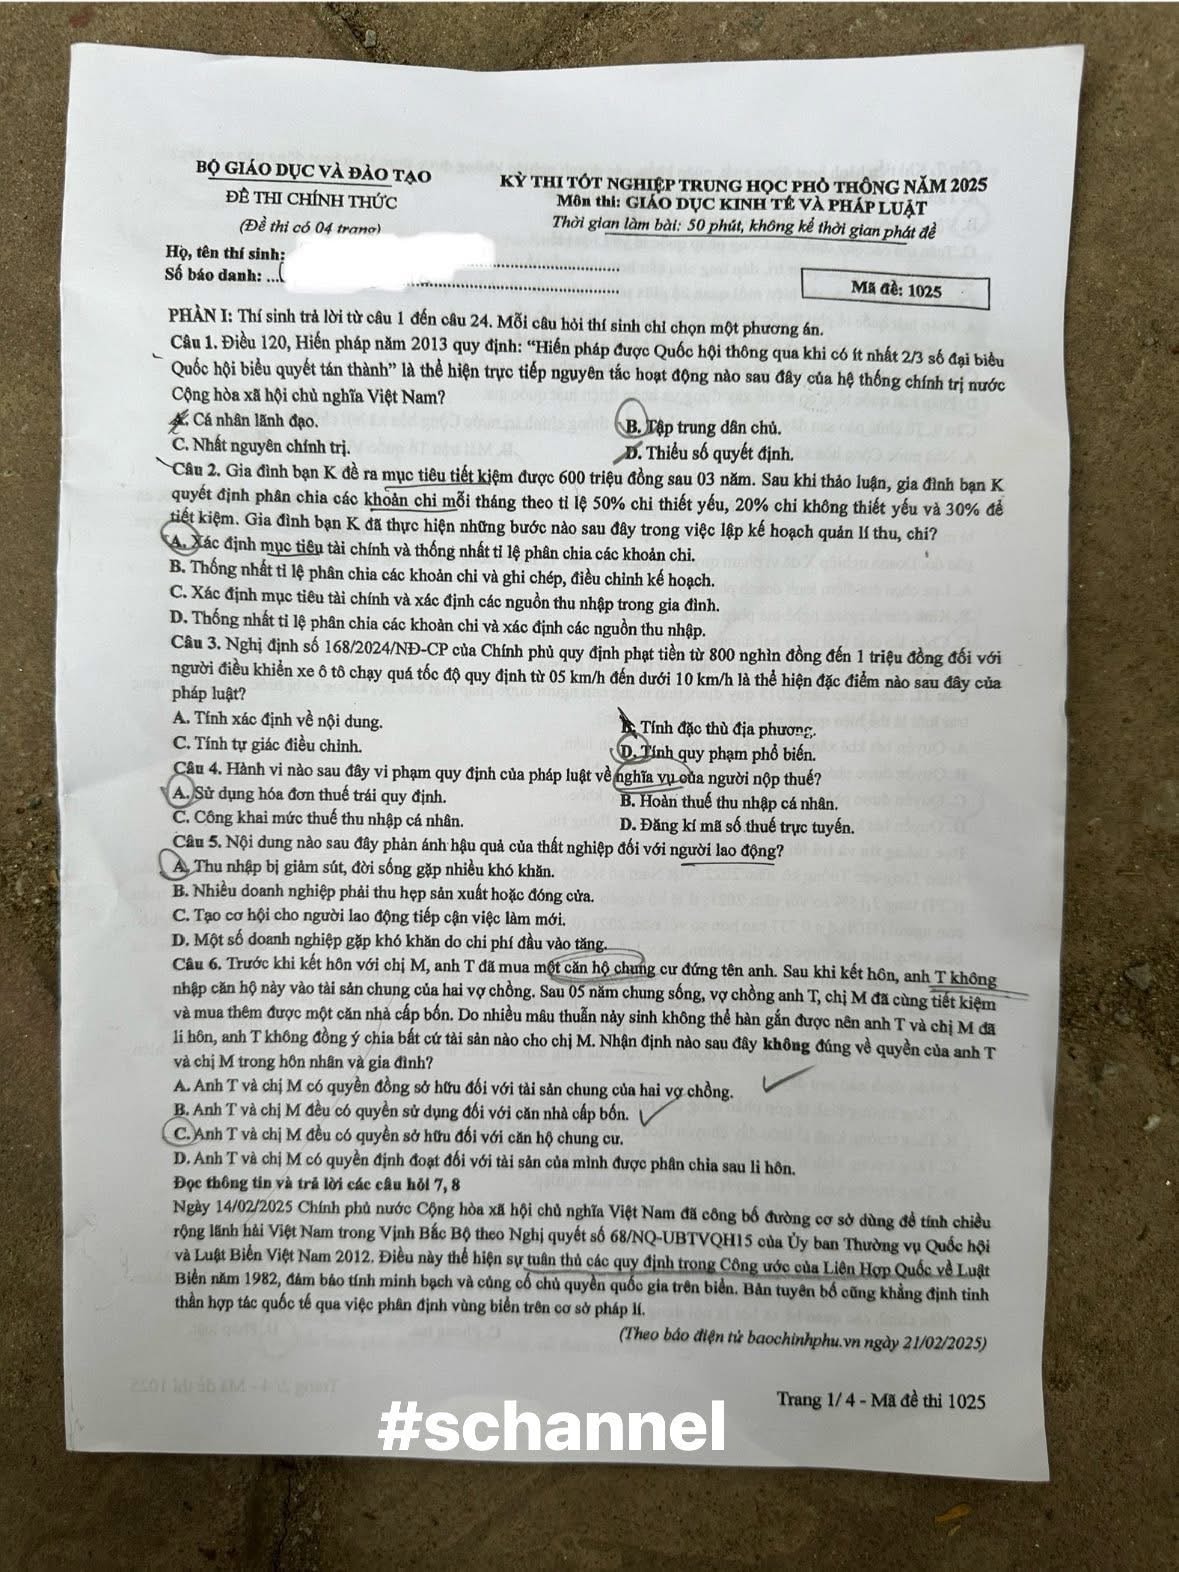 BỘ GIÁO DỤC VÀ ĐÀO TẠO
ĐỀ THI CHÍNH THỨC
(Đề thi có 04 trang)
KỲ THI TỐT NGHIỆP TRUNG HỌC PHỔ THÔNG NĂM 2025
Môn thi: GIÁO DỤC KINH TẾ VÀ PHÁP LUẬT
Thời gian làm bài: 50 phút, không kể thời gian phát đề
Họ, tên thí sinh:
Số báo danh: ...
Mã đề: 1025
PHẦN I: Thí sinh trả lời từ câu 1 đến câu 24. Mỗi câu hỏi thí sinh chỉ chọn một phương án.
Câu 1. Điều 120, Hiến pháp năm 2013 quy định: “Hiến pháp được Quốc hội thông qua khi có ít nhất 2/3 số đại biểu
Quốc hội biểu quyết tán thành” là thể hiện trực tiếp nguyên tắc hoạt động nào sau đây của hệ thống chính trị nước
Cộng hòa xã hội chủ nghĩa Việt Nam?
A. Cá nhân lãnh đạo. B. Tập trung dân chủ.
C. Nhất nguyên chính trị. D. Thiểu số quyết định.
Câu 2. Gia đình bạn K đề ra mục tiêu tiết kiệm được 600 triệu đồng sau 03 năm. Sau khi thảo luận, gia đình bạn K
quyết định phân chia các khoản chi mỗi tháng theo tỉ lệ 50% chi thiết yếu, 20% chi không thiết yếu và 30% để
tiết kiệm. Gia đình bạn K đã thực hiện những bước nào sau đây trong việc lập kế hoạch quản lí thu, chi?
A. Xác định mục tiêu tài chính và thống nhất tỉ lệ phân chia các khoản chi.
B. Thống nhất tỉ lệ phân chia các khoản chi và ghi chép, điều chỉnh kế hoạch.
C. Xác định mục tiêu tài chính và xác định các nguồn thu nhập trong gia đình.
D. Thống nhất tỉ lệ phân chia các khoản chi và xác định các nguồn thu nhập.
Câu 3. Nghị định số 168/2024/NĐ-CP của Chính phủ quy định phạt tiền từ 800 nghìn đồng đến 1 triệu đồng đối với
người điều khiển xe ô tô chạy quá tốc độ quy định từ 05 km/h đến dưới 10 km/h là thể hiện đặc điểm nào sau đây của
pháp luật?
A. Tính xác định về nội dung. B. Tính đặc thù địa phương.
C. Tính tự giác điều chỉnh. D. Tính quy phạm phổ biến.
Câu 4. Hành vi nào sau đây vi phạm quy định của pháp luật về nghĩa vụ của người nộp thuế?
A. Sử dụng hóa đơn thuế trái quy định. B. Hoàn thuế thu nhập cá nhân.
C. Công khai mức thuế thu nhập cá nhân. D. Đăng kí mã số thuế trực tuyến.
Câu 5. Nội dung nào sau đây phản ánh hậu quả của thất nghiệp đối với người lao động?
A. Thu nhập bị giảm sút, đời sống gặp nhiều khó khăn.
B. Nhiều doanh nghiệp phải thu hẹp sản xuất hoặc đóng cửa.
C. Tạo cơ hội cho người lao động tiếp cận việc làm mới.
D. Một số doanh nghiệp gặp khó khăn do chi phí đầu vào tăng.
Câu 6. Trước khi kết hôn với chị M, anh T đã mua một căn hộ chung cư đứng tên anh. Sau khi kết hôn, anh T không
nhập căn hộ này vào tài sản chung của hai vợ chồng. Sau 05 năm chung sống, vợ chồng anh T, chị M đã cùng tiết kiệm
và mua thêm được một căn nhà cấp bốn. Do nhiều mâu thuẫn nảy sinh không thể hàn gắn được nên anh T và chị M đã
li hôn, anh T không đồng ý chia bất cứ tài sản nào cho chị M. Nhận định nào sau đây không đúng về quyền của anh T
và chị M trong hôn nhân và gia đình?
A. Anh T và chị M có quyền đồng sở hữu đối với tài sản chung của hai vợ chồng.
B. Anh T và chị M đều có quyền sử dụng đối với căn nhà cấp bốn.
C. Anh T và chị M đều có quyền sở hữu đối với căn hộ chung cư.
D. Anh T và chị M có quyền định đoạt đối với tài sản của mình được phân chia sau li hôn.
Đọc thông tin và trả lời các câu hỏi 7, 8
Ngày 14/02/2025 Chính phủ nước Cộng hòa xã hội chủ nghĩa Việt Nam đã công bố đường cơ sở dùng để tính chiều
rộng lãnh hải Việt Nam trong Vịnh Bắc Bộ theo Nghị quyết số 68/NQ-UBTVQH15 của Ủy ban Thường vụ Quốc hội
và Luật Biển Việt Nam 2012. Điều này thể hiện sự tuân thủ các quy định trong Công ước của Liên Hợp Quốc về Luật
Biển năm 1982, đảm bảo tính minh bạch và củng cố chủ quyền quốc gia trên biển. Bản tuyên bố cũng khẳng định tinh
thần hợp tác quốc tế qua việc phân định vùng biển trên cơ sở pháp lí.
(Theo báo điện tử baochinhphu.vn ngày 21/02/2025)
Trang 1/ 4 - Mã đề thi 1025
#schannel